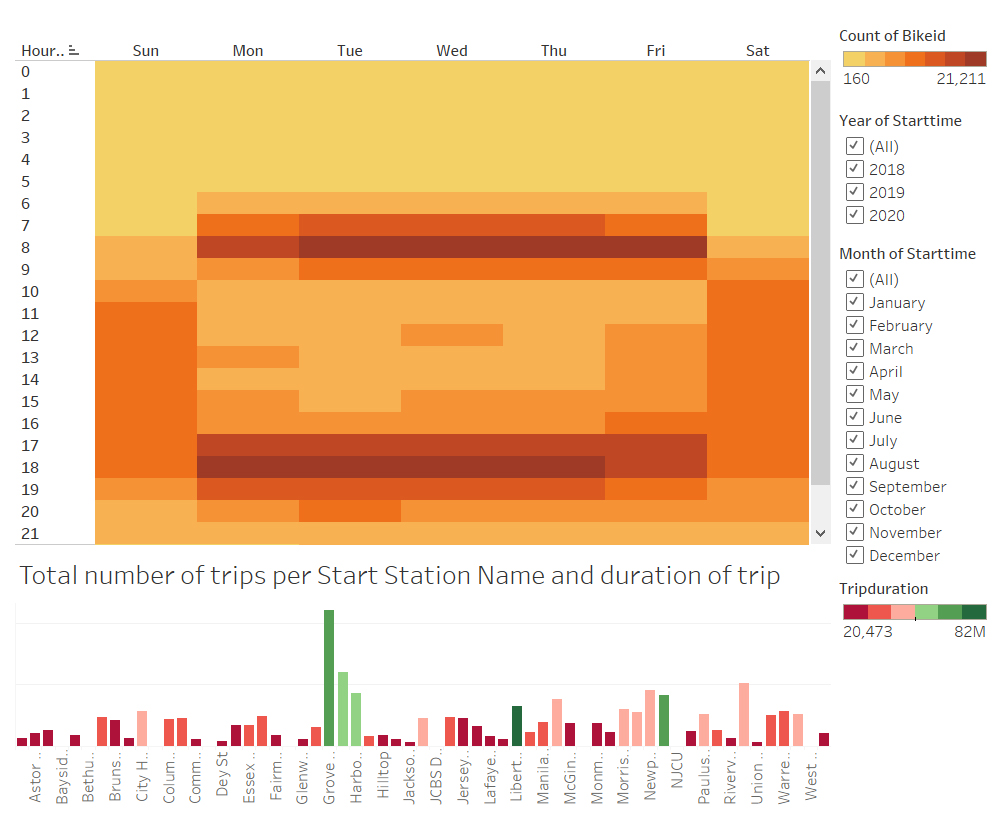 Hour.. Sun Mon Tue Wed Thu Fri Sat
0
1
2
3
4
5
6
7
8
9
10
11
12
13
14
15
16
17
18
19
20
21
Count of Bikeid
160 21,211
Year of Starttime
(All)
2018
2019
2020
Month of Starttime
(All)
January
February
March
April
May
June
July
August
September
October
November
December
Tripduration
20,473 82M
Total number of trips per Start Station Name and duration of trip
Astor ..
Baysid..
Bethu..
Bruns..
City H..
Colum..
Comm..
Dey St
Essex ..
Fairm..
Glenw..
Grove ..
Harbo..
Hilltop
Jackso..
JCBS D..
Jersey..
Lafaye..
Libert..
Manila..
McGin..
Monm..
Morris..
Newp..
NJCU
Paulus..
Riverv..
Union ..
Warre..
West ..